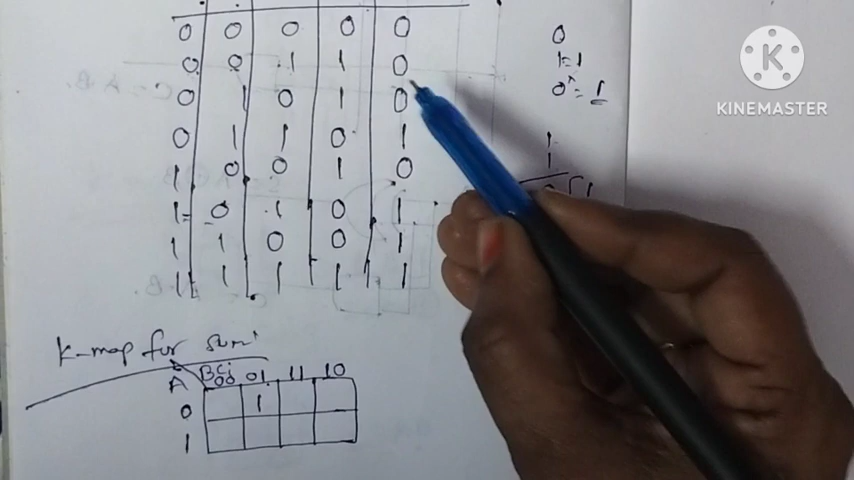 0 0 0 0 0
0 0 1 1 0
0 1 0 1 0
0 1 1 0 1
1 0 0 1 0
1 0 1 0 1
1 1 0 0 1
1 1 1 1 1
0
1=1
0 = 1
1
1
K
KINEMASTER
K-map for sum
A BCi 00 01 11 10
0 1
1